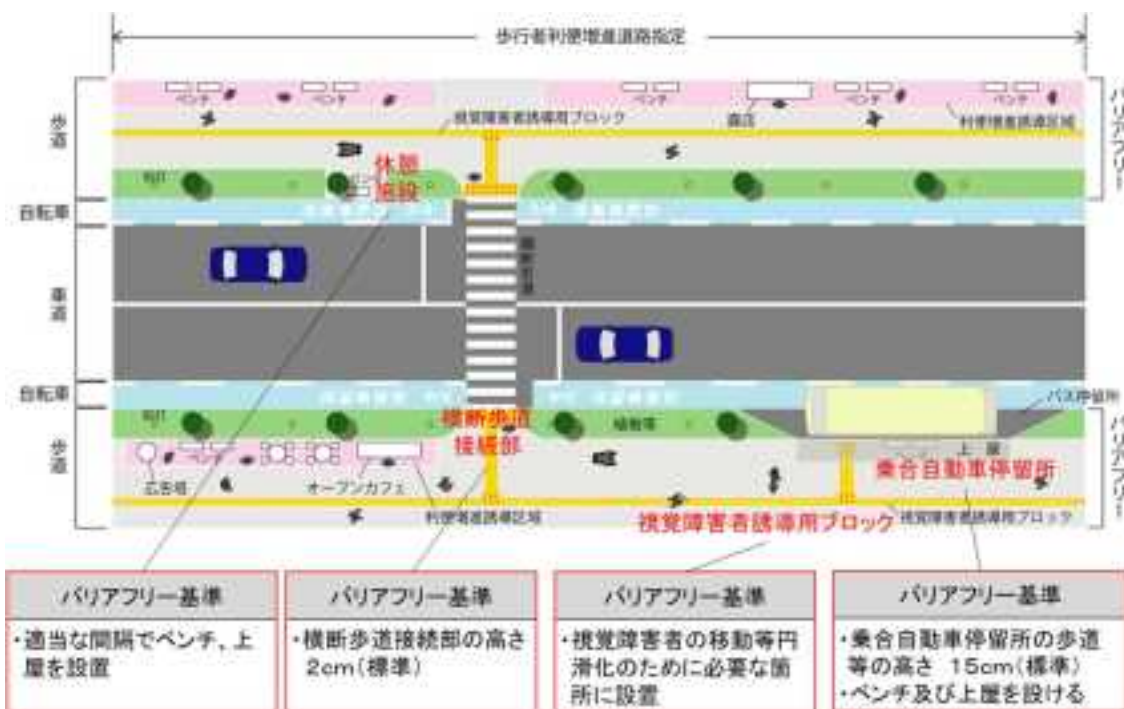 歩行者利便増進道路指定
ベンチ
ベンチ
ベンチ
露店
ベンチ
ベンチ
視覚障害者誘導用ブロック
利便増進誘導区域
歩道
バリアフリー
休憩
施設
自転車
車道
横断歩道
自転車
バス停留所
植樹帯
横断歩道
接続部
ベンチ
上屋
乗合自動車停留所
歩道
バリアフリー
広告塔
オープンカフェ
利便増進誘導区域
視覚障害者誘導用ブロック
視覚障害者誘導用ブロック
バリアフリー基準
・適当な間隔でベンチ、上
屋を設置
バリアフリー基準
・横断歩道接続部の高さ
2cm(標準)
バリアフリー基準
・視覚障害者の移動等円
滑化のために必要な箇
所に設置
バリアフリー基準
・乗合自動車停留所の歩道
等の高さ 15cm(標準)
・ベンチ及び上屋を設ける